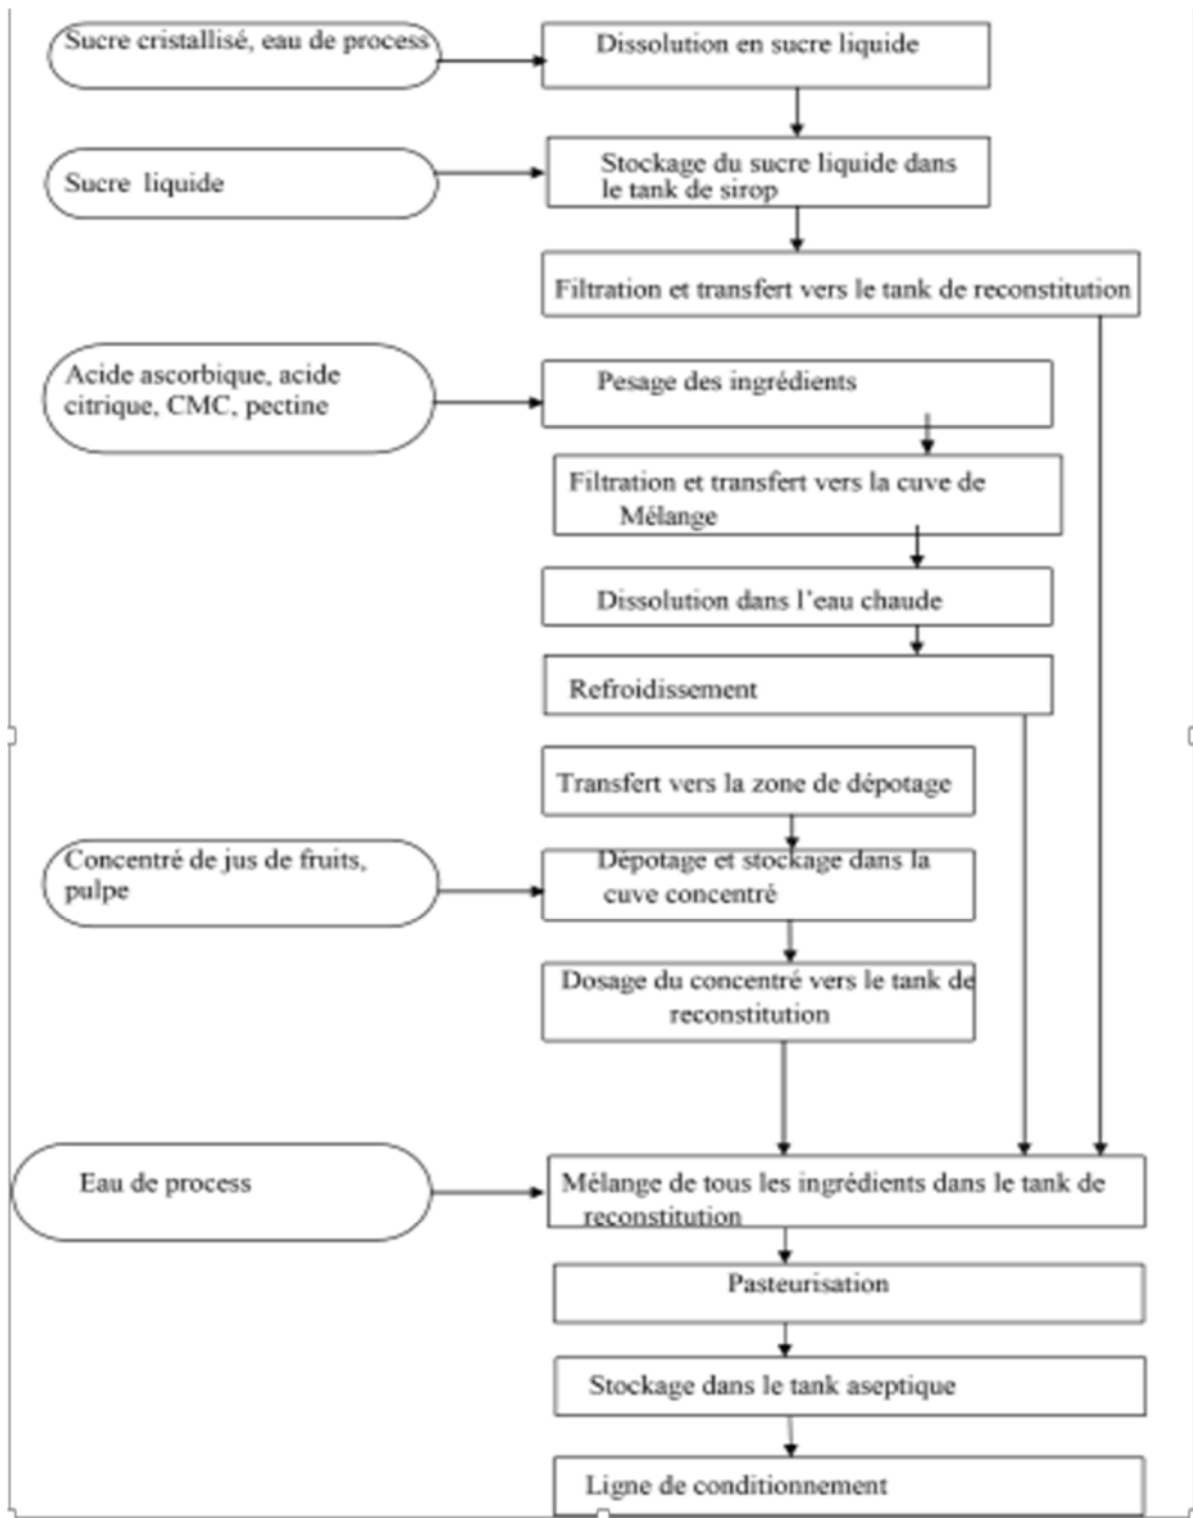 Sucre cristallisé, eau de process
Dissolution en sucre liquide
Sucre liquide
Stockage du sucre liquide dans
le tank de sirop
Filtration et transfert vers le tank de reconstitution
Acide ascorbique, acide
citrique, CMC, pectine
Pesage des ingrédients
Filtration et transfert vers la cuve de
Mélange
Dissolution dans l'eau chaude
Refroidissement
Transfert vers la zone de dépotage
Concentré de jus de fruits,
pulpe
Dépotage et stockage dans la
cuve concentré
Dosage du concentré vers le tank de
reconstitution
Eau de process
Mélange de tous les ingrédients dans le tank de
reconstitution
Pasteurisation
Stockage dans le tank aseptique
Ligne de conditionnement